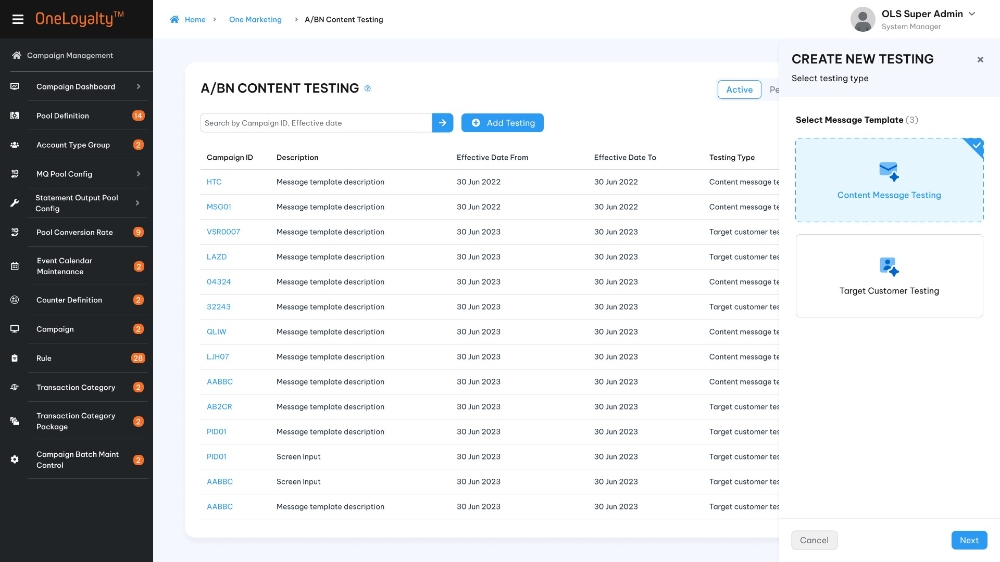 OneLoyalty™
Home
One Marketing
A/BN Content Testing
OLS Super Admin
System Manager
Campaign Management
Campaign Dashboard
Pool Definition 14
Account Type Group 2
MQ Pool Config
Statement Output Pool
Config
Pool Conversion Rate 9
Event Calendar
Maintenance 2
Counter Definition 2
Campaign 2
Rule 28
Transaction Category 2
Transaction Category
Package 2
Campaign Batch Maint
Control 2
A/BN CONTENT TESTING ?
Active Pe
Search by Campaign ID, Effective date
Add Testing
Campaign ID Description Effective Date From Effective Date To Testing Type
HTC Message template description 30 Jun 2022 30 Jun 2022 Content message te
MSG01 Message template description 30 Jun 2022 30 Jun 2022 Content message te
VSR0007 Message template description 30 Jun 2023 30 Jun 2023 Target customer tes
LAZD Message template description 30 Jun 2023 30 Jun 2023 Target customer tes
04324 Message template description 30 Jun 2023 30 Jun 2023 Content message te
32243 Message template description 30 Jun 2023 30 Jun 2023 Target customer tes
QLIW Message template description 30 Jun 2023 30 Jun 2023 Content message te
LJH07 Message template description 30 Jun 2023 30 Jun 2023 Content message te
AABBC Message template description 30 Jun 2023 30 Jun 2023 Content message te
AB2CR Message template description 30 Jun 2023 30 Jun 2023 Target customer tes
PID01 Message template description 30 Jun 2023 30 Jun 2023 Target customer tes
PID01 Screen Input 30 Jun 2023 30 Jun 2023 Target customer tes
AABBC Screen Input 30 Jun 2023 30 Jun 2023 Target customer tes
AABBC Message template description 30 Jun 2023 30 Jun 2023 Target customer tes
CREATE NEW TESTING
Select testing type
Select Message Template (3)
Content Message Testing
Target Customer Testing
Cancel
Next